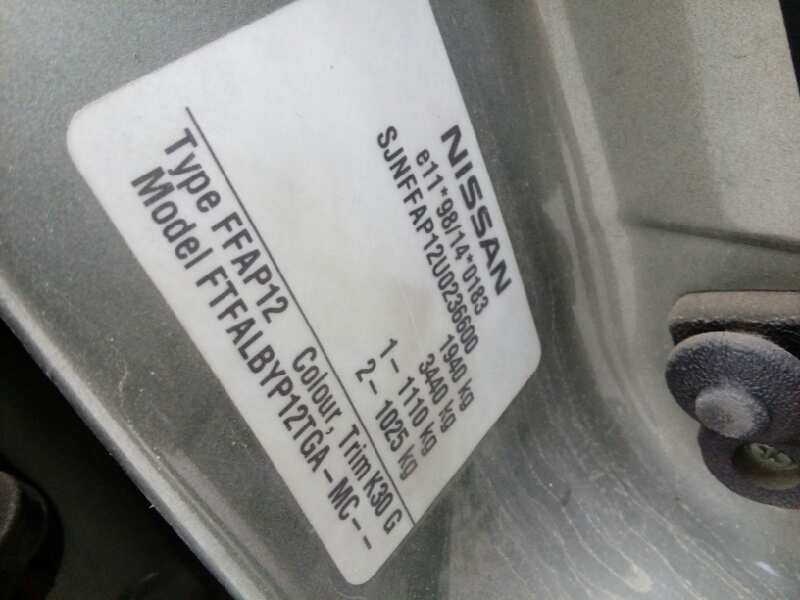 NISSAN
e11*98/14*0183
SJNFFAP12U0236600
1940 kg
3440 kg
1- 1110 kg
2- 1025 kg
Type FFAP12 Colour, Trim K30 G
Model FTFALBYP12TGA-MC--